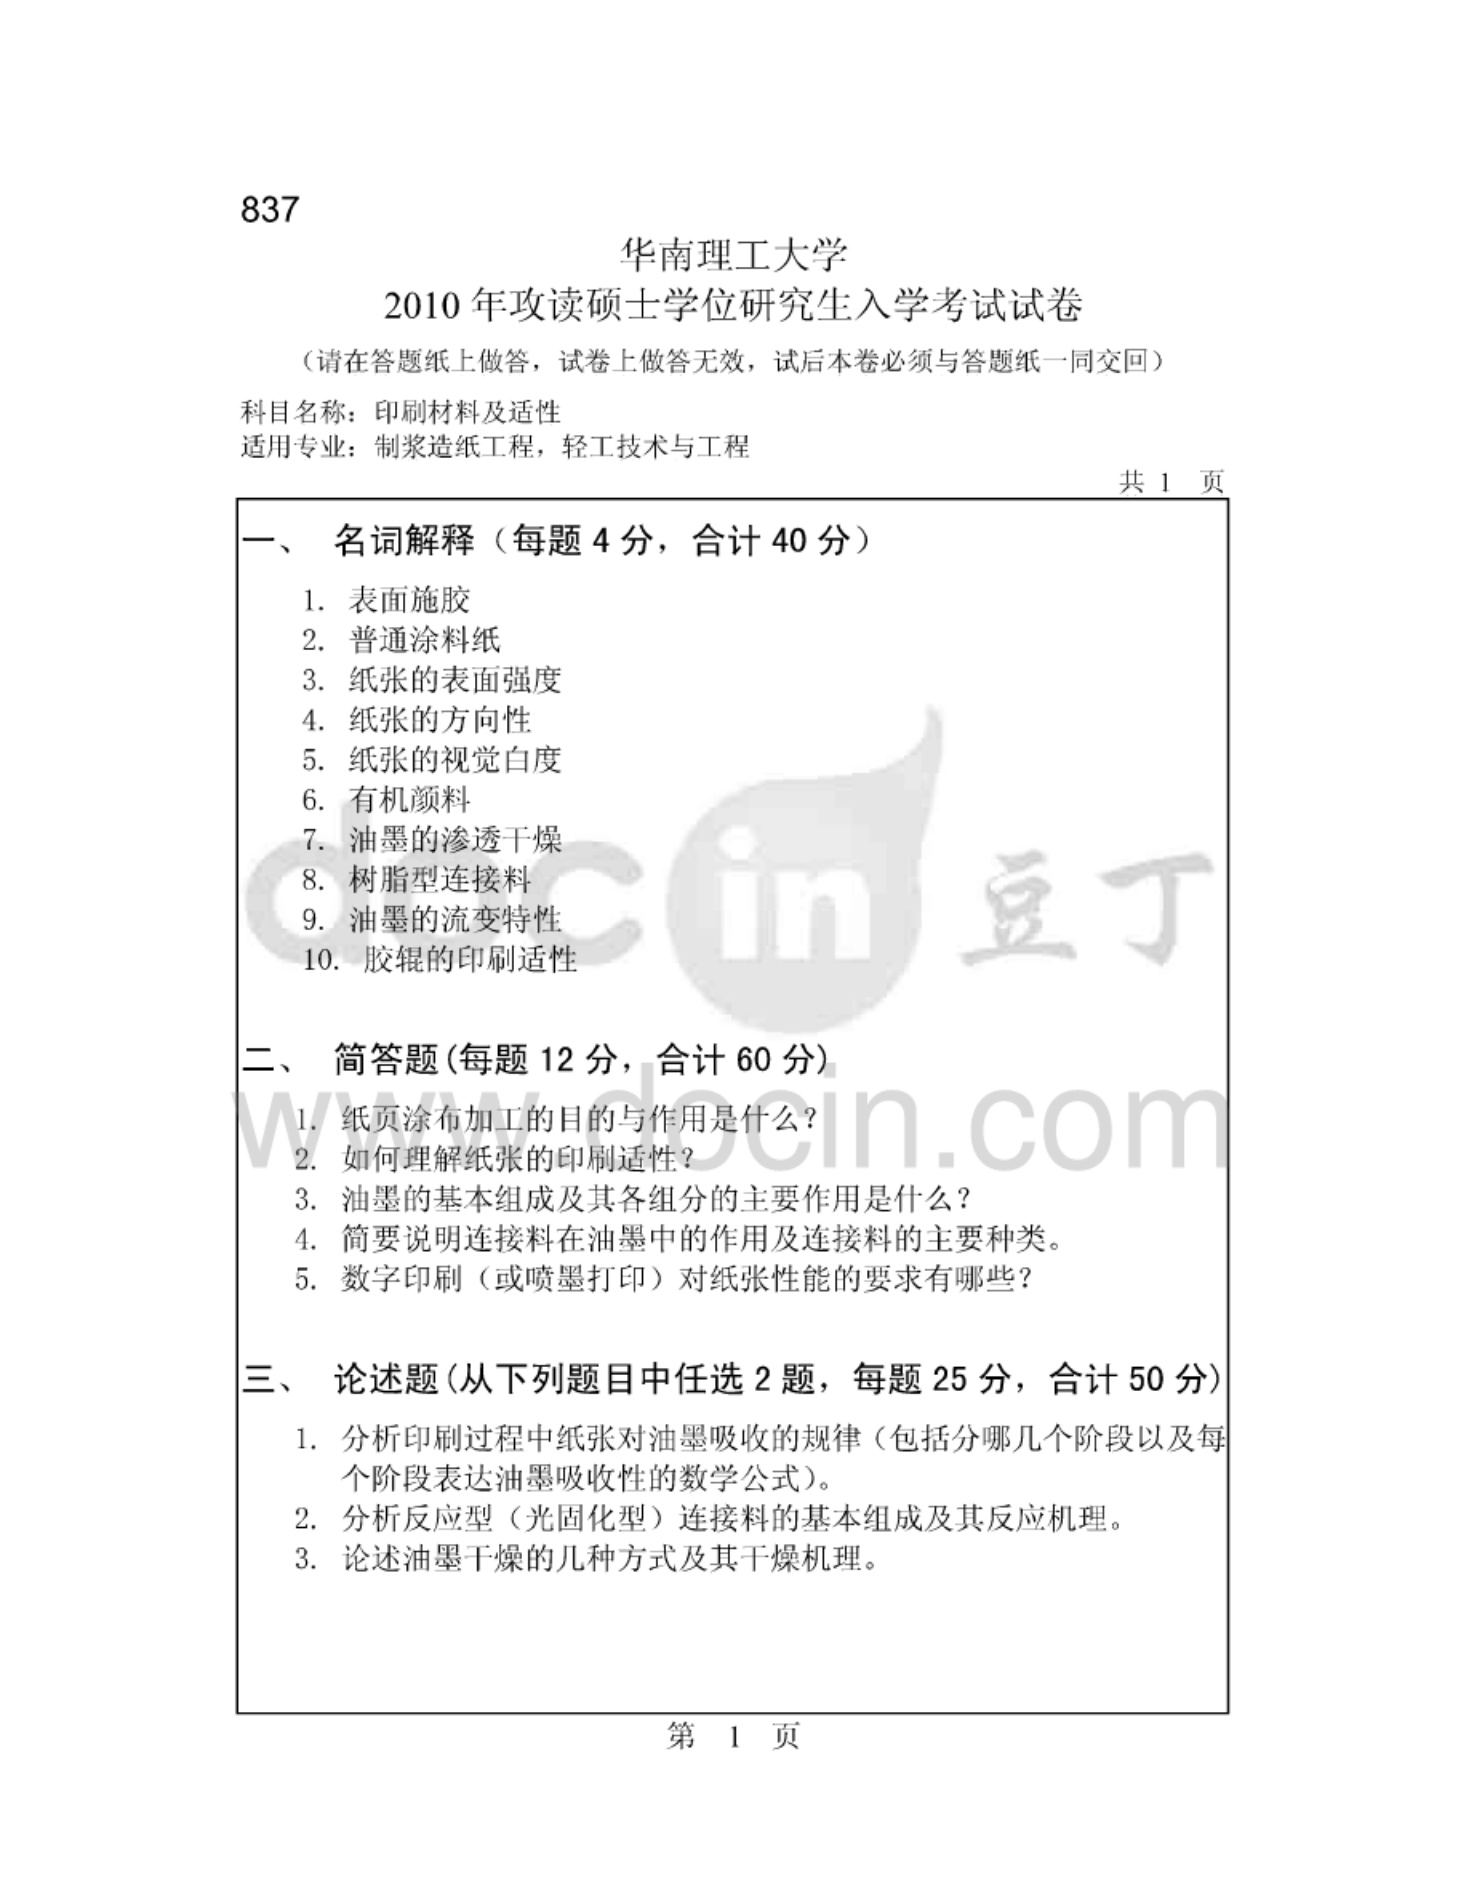 837
华南理工大学
2010 年攻读硕士学位研究生入学考试试卷
（请在答题纸上做答，试卷上做答无效，试后本卷必须与答题纸一同交回）
科目名称：印刷材料及适性
适用专业：制浆造纸工程，轻工技术与工程
共 1 页
一、 名词解释（每题 4 分，合计 40 分）
1. 表面施胶
2. 普通涂料纸
3. 纸张的表面强度
4. 纸张的方向性
5. 纸张的视觉白度
6. 有机颜料
7. 油墨的渗透干燥
8. 树脂型连接料
9. 油墨的流变特性
10. 胶辊的印刷适性
docin 豆丁
二、 简答题(每题 12 分，合计 60 分)
www.docin.com
1. 纸页涂布加工的目的与作用是什么？
2. 如何理解纸张的印刷适性？
3. 油墨的基本组成及其各组分的主要作用是什么？
4. 简要说明连接料在油墨中的作用及连接料的主要种类。
5. 数字印刷（或喷墨打印）对纸张性能的要求有哪些？
三、 论述题(从下列题目中任选 2 题，每题 25 分，合计 50 分)
1. 分析印刷过程中纸张对油墨吸收的规律（包括分哪几个阶段以及每
个阶段表达油墨吸收性的数学公式）。
2. 分析反应型（光固化型）连接料的基本组成及其反应机理。
3. 论述油墨干燥的几种方式及其干燥机理。
第 1 页